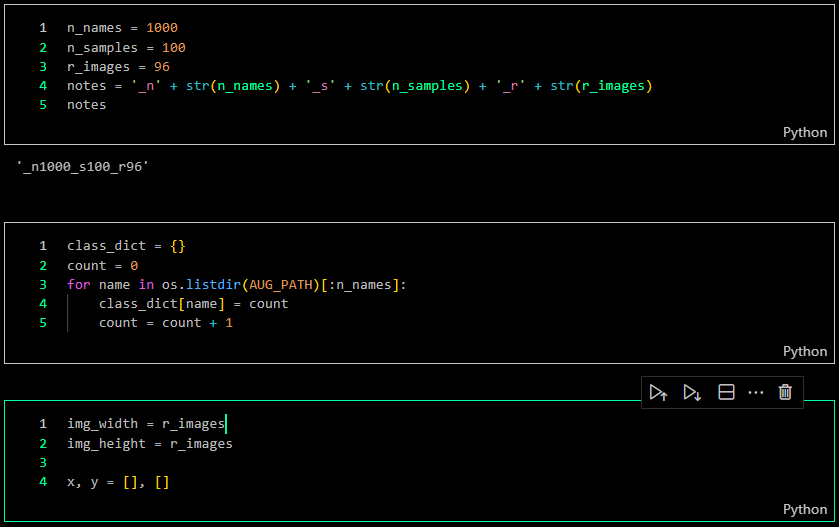 1 n_names = 1000
2 n_samples = 100
3 r_images = 96
4 notes = '_n' + str(n_names) + '_s' + str(n_samples) + '_r' + str(r_images)
5 notes
Python
'_n1000_s100_r96'
1 class_dict = {}
2 count = 0
3 for name in os.listdir(AUG_PATH)[:n_names]:
4     class_dict[name] = count
5     count = count + 1
Python
1 img_width = r_images
2 img_height = r_images
3
4 x, y = [], []
Python